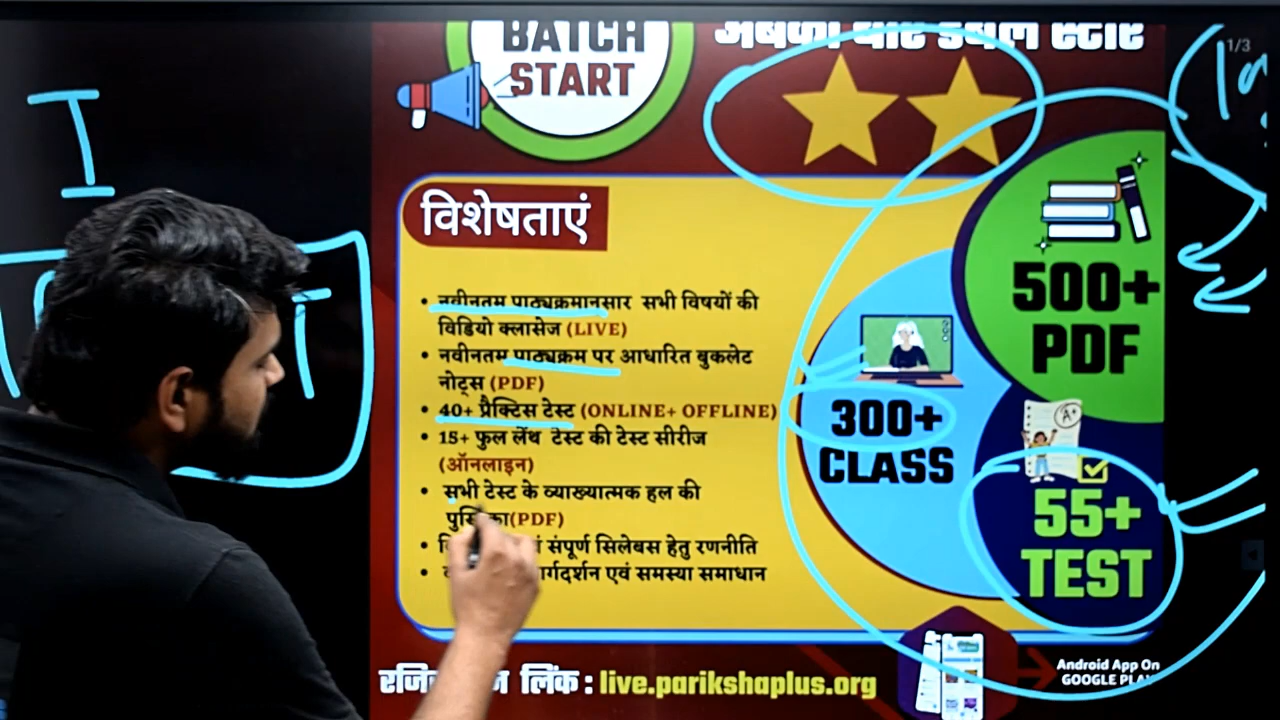 BATCH
START
अबकी बार डबल स्टार
1/3
I
T
विशेषताएं
• नवीनतम पाठ्यक्रमानुसार सभी विषयों की
विडियो क्लासेज (LIVE)
• नवीनतम पाठ्यक्रम पर आधारित बुकलेट
नोट्स (PDF)
• 40+ प्रैक्टिस टेस्ट (ONLINE+ OFFLINE)
• 15+ फुल लेंथ टेस्ट की टेस्ट सीरीज
(ऑनलाइन)
• सभी टेस्ट के व्याख्यात्मक हल की
(PDF)
• संपूर्ण सिलेबस हेतु रणनीति
• एवं समस्या समाधान
500+
PDF
300+
CLASS
A+
55+
TEST
लिंक : live.parikshaplus.org
Android App On
GOOGLE PLAY